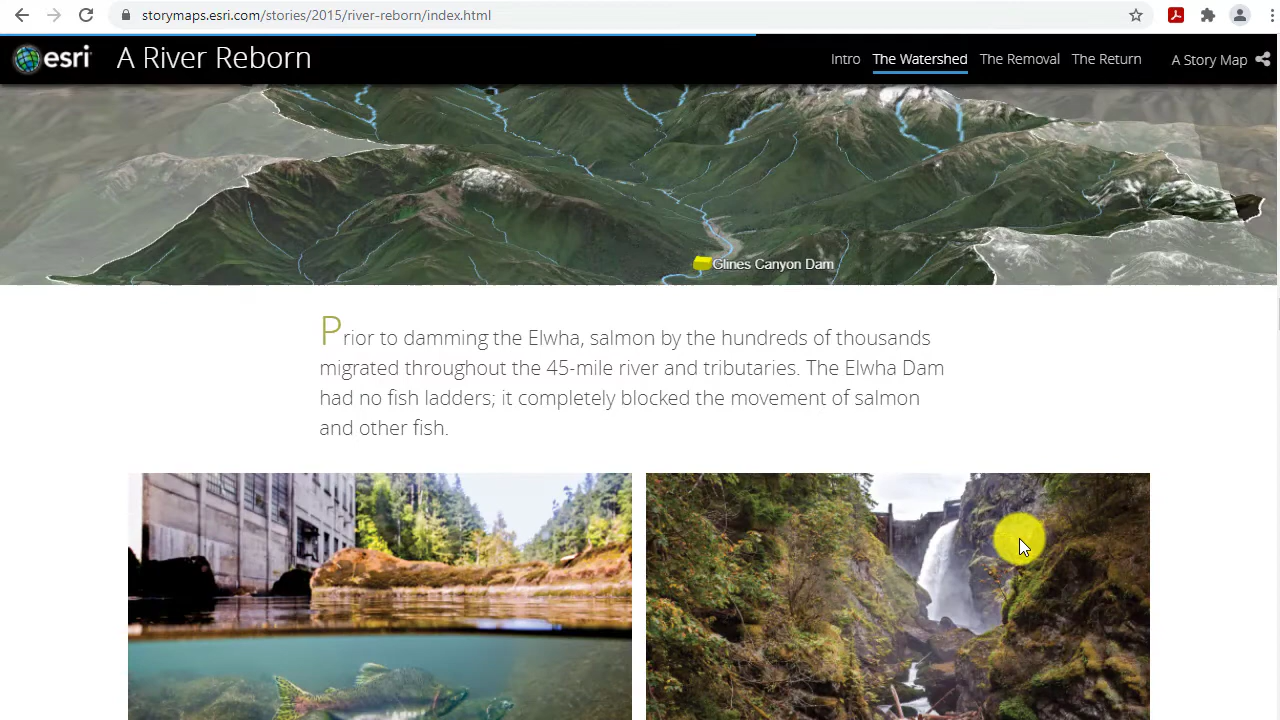 storymaps.esri.com/stories/2015/river-reborn/index.html
esri A River Reborn Intro The Watershed The Removal The Return A Story Map
Glines Canyon Dam
Prior to damming the Elwha, salmon by the hundreds of thousands
migrated throughout the 45-mile river and tributaries. The Elwha Dam
had no fish ladders; it completely blocked the movement of salmon
and other fish.